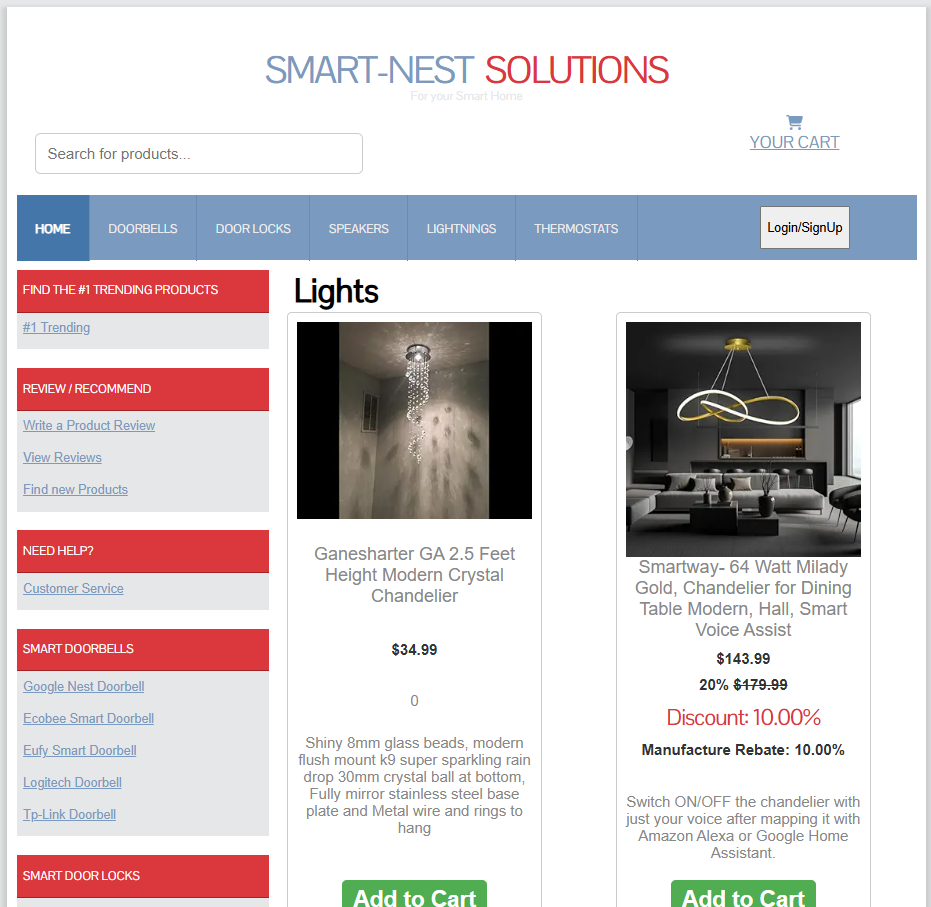 SMART-NEST SOLUTIONS
For your Smart Home
Search for products...
YOUR CART
HOME
DOORBELLS
DOOR LOCKS
SPEAKERS
LIGHTNINGS
THERMOSTATS
Login/SignUp
FIND THE #1 TRENDING PRODUCTS
#1 Trending
REVIEW / RECOMMEND
Write a Product Review
View Reviews
Find new Products
NEED HELP?
Customer Service
SMART DOORBELLS
Google Nest Doorbell
Ecobee Smart Doorbell
Eufy Smart Doorbell
Logitech Doorbell
Tp-Link Doorbell
SMART DOOR LOCKS
Lights
Ganesharter GA 2.5 Feet
Height Modern Crystal
Chandelier
$34.99
0
Shiny 8mm glass beads, modern
flush mount k9 super sparkling rain
drop 30mm crystal ball at bottom,
Fully mirror stainless steel base
plate and Metal wire and rings to
hang
Add to Cart
Smartway- 64 Watt Milady
Gold, Chandelier for Dining
Table Modern, Hall, Smart
Voice Assist
$143.99
20% $179.99
Discount: 10.00%
Manufacture Rebate: 10.00%
Switch ON/OFF the chandelier with
just your voice after mapping it with
Amazon Alexa or Google Home
Assistant.
Add to Cart